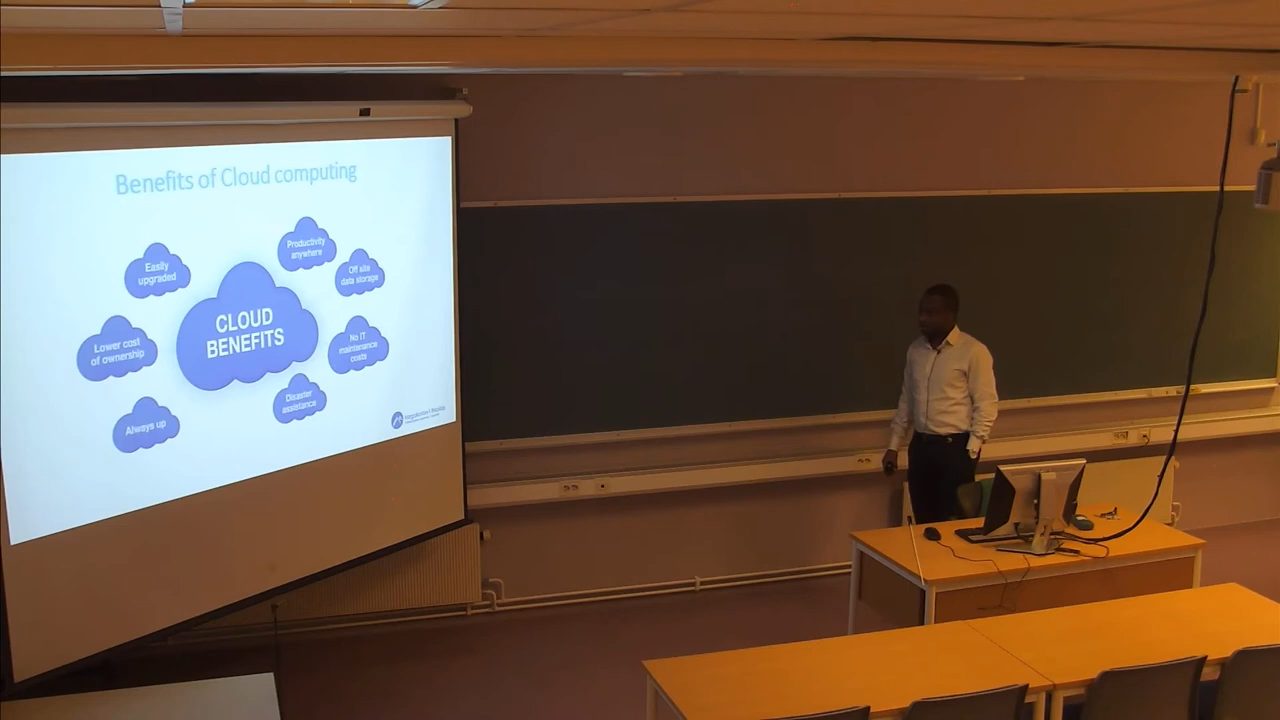 Benefits of Cloud computing
Productivity
anywhere
Easily
upgraded
Off site
data storage
CLOUD
BENEFITS
Lower cost
of ownership
No IT
maintenance
costs
Disaster
assistance
Always up